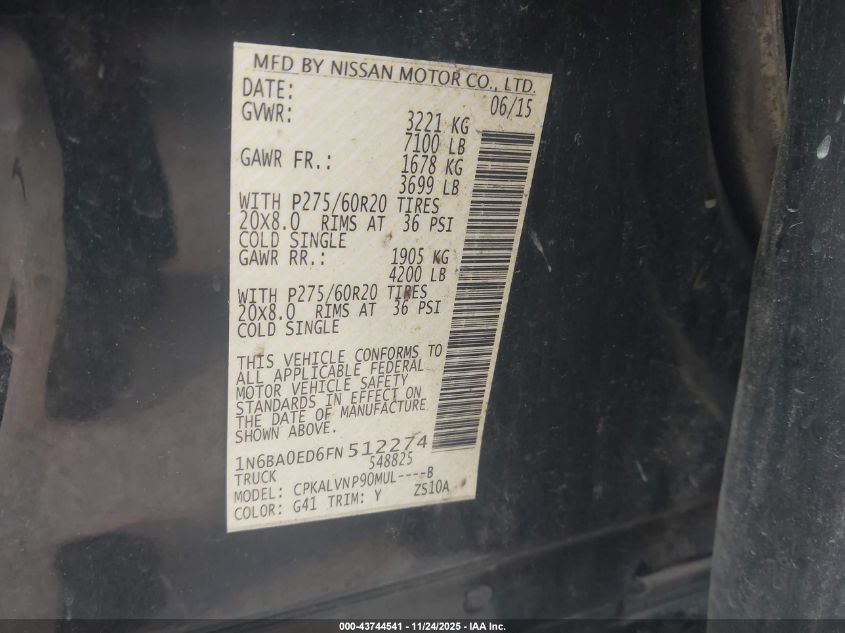 MFD BY NISSAN MOTOR CO., LTD.
DATE: 06/15
GVWR: 3221 KG
7100 LB
GAWR FR.: 1678 KG
3699 LB
WITH P275/60R20 TIRES
20X8.0 RIMS AT 36 PSI
COLD SINGLE
GAWR RR.: 1905 KG
4200 LB
WITH P275/60R20 TIRES
20X8.0 RIMS AT 36 PSI
COLD SINGLE
THIS VEHICLE CONFORMS TO
ALL APPLICABLE FEDERAL
MOTOR VEHICLE SAFETY
STANDARDS IN EFFECT ON
THE DATE OF MANUFACTURE
SHOWN ABOVE.
1N6BA0ED6FN512274
548825
TRUCK
MODEL: CPKALVNP90MUL----B
COLOR: G41 TRIM: Y ZS10A
000-43744541 - 11/24/2025 - IAA Inc.